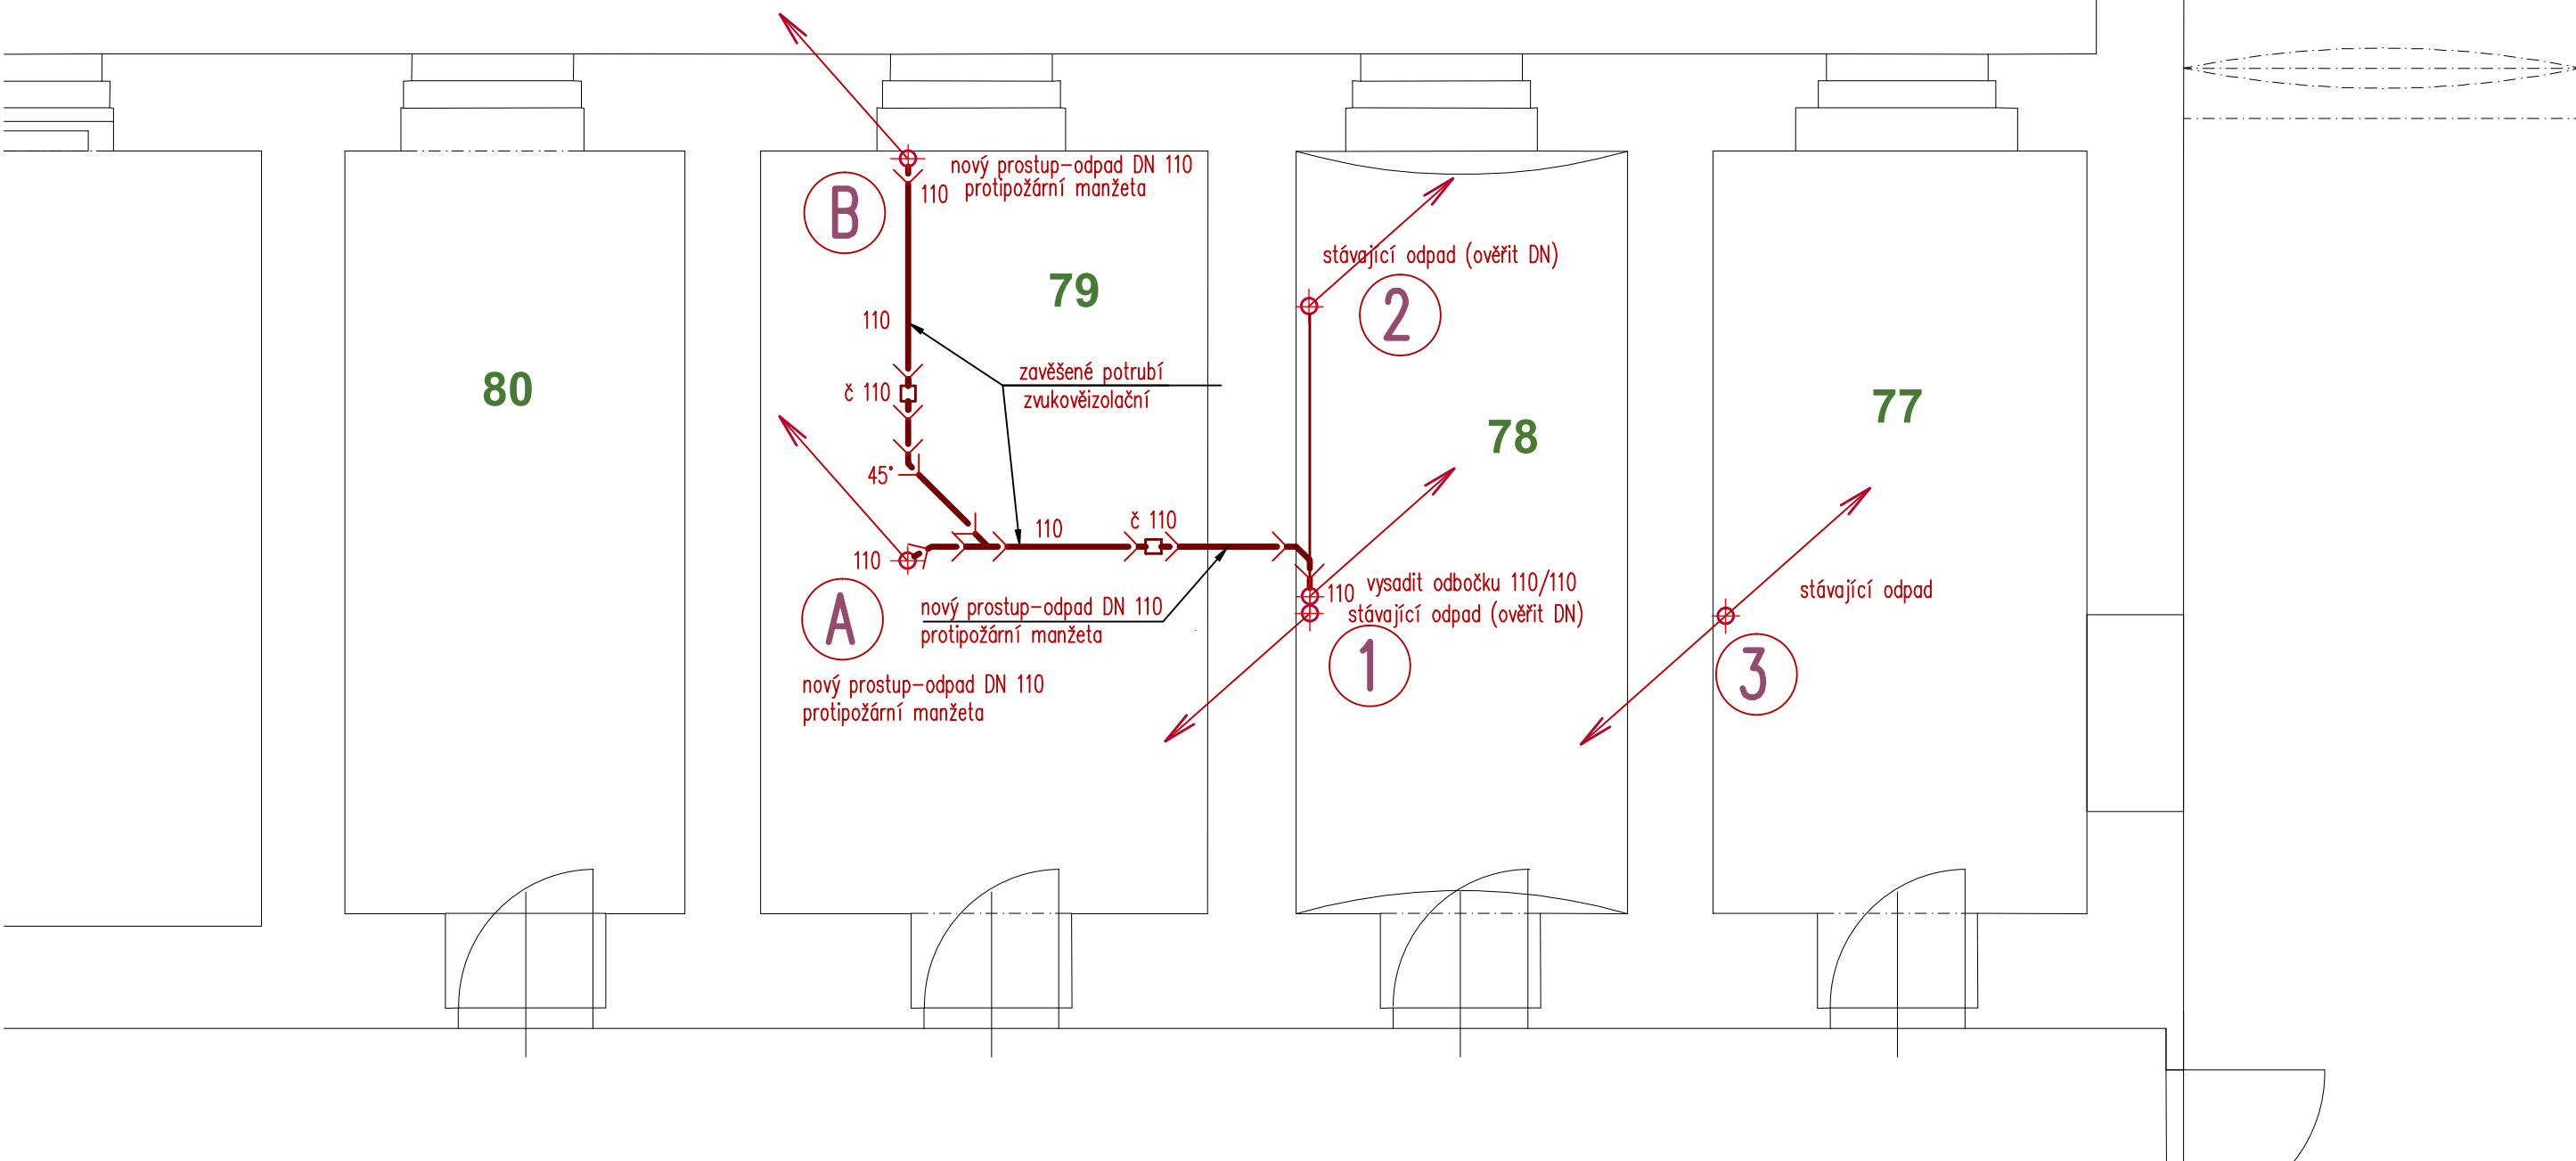 nový prostup-odpad DN 110
protipožární manžeta
110
B
79
stávající odpad (ověřit DN)
2
110
zavěšené potrubí
zvukověizolační
č 110
80
77
78
45°
110
č 110
110
nový prostup-odpad DN 110
protipožární manžeta
A
110
vysadit odbočku 110/110
stávající odpad (ověřit DN)
1
stávající odpad
3
nový prostup-odpad DN 110
protipožární manžeta